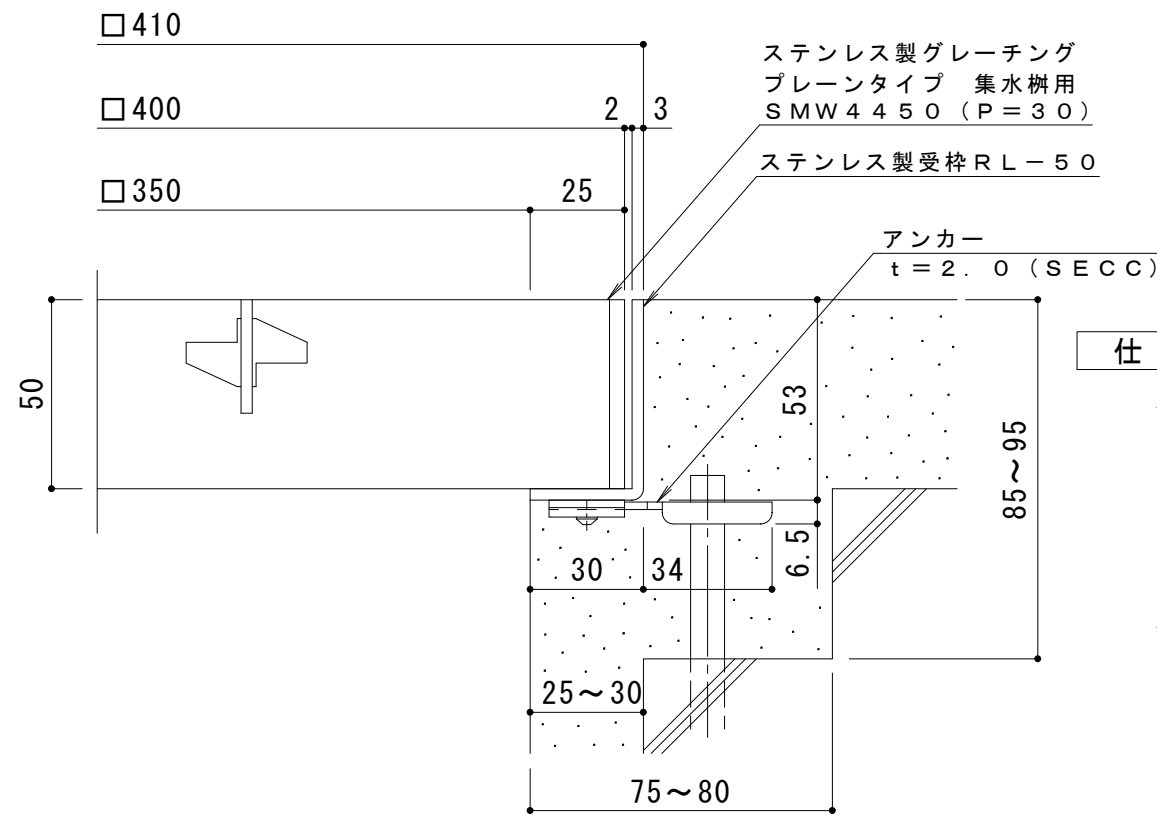 □410
ステンレス製グレーチング
プレーンタイプ 集水桝用
ＳＭＷ４４５０（Ｐ＝３０）
□400
2
3
ステンレス製受枠ＲＬ－５０
□350
25
アンカー
ｔ＝２．０（ＳＥＣＣ）
仕
50
53
85～95
6.5
30
34
25～30
75～80